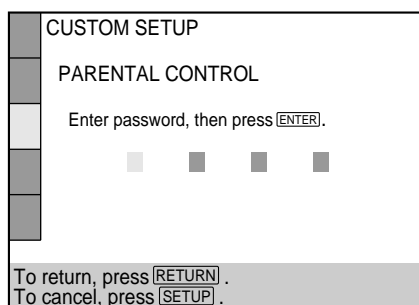 CUSTOM SETUP
PARENTAL CONTROL
Enter password, then press ENTER.
To return, press RETURN .
To cancel, press SETUP .